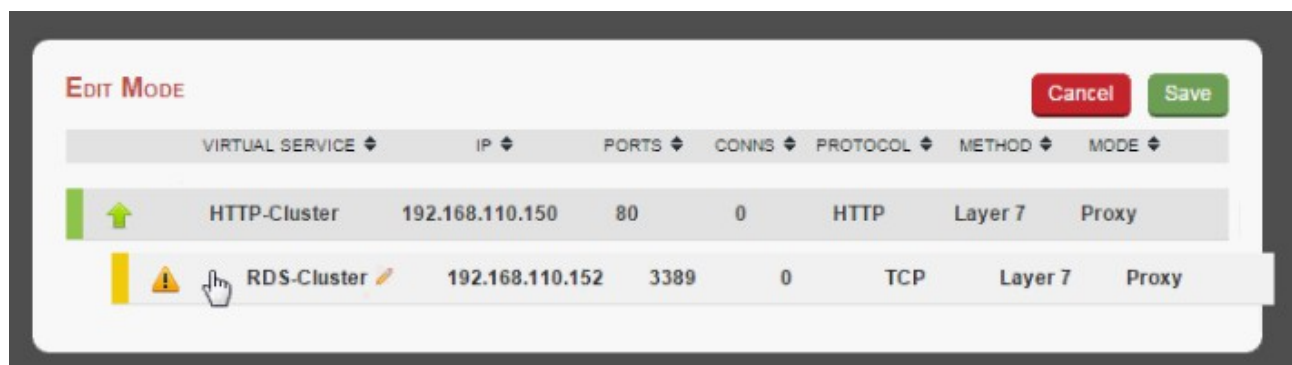 EDIT MODE
Cancel Save
VIRTUAL SERVICE IP PORTS CONNS PROTOCOL METHOD MODE
HTTP-Cluster 192.168.110.150 80 0 HTTP Layer 7 Proxy
RDS-Cluster 192.168.110.152 3389 0 TCP Layer 7 Proxy